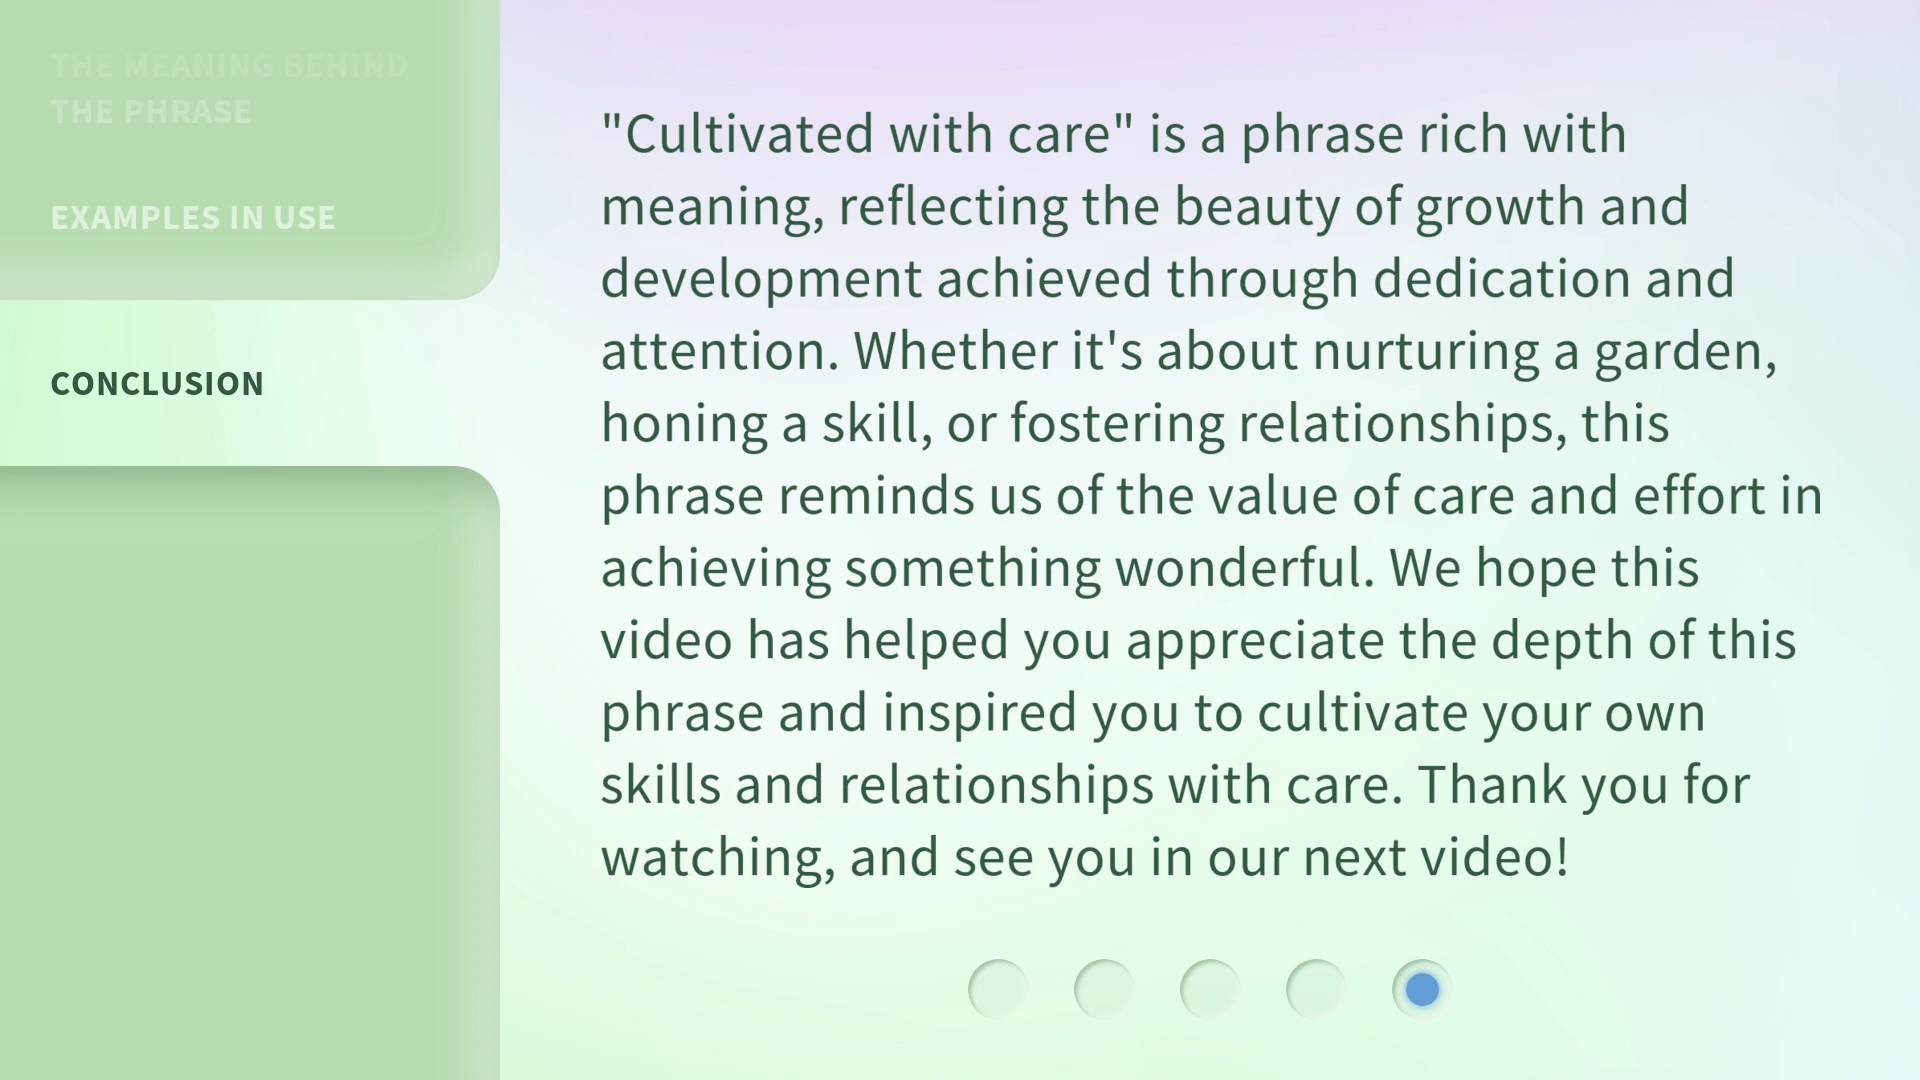 THE MEANING BEHIND
THE PHRASE
EXAMPLES IN USE
CONCLUSION
"Cultivated with care" is a phrase rich with
meaning, reflecting the beauty of growth and
development achieved through dedication and
attention. Whether it's about nurturing a garden,
honing a skill, or fostering relationships, this
phrase reminds us of the value of care and effort in
achieving something wonderful. We hope this
video has helped you appreciate the depth of this
phrase and inspired you to cultivate your own
skills and relationships with care. Thank you for
watching, and see you in our next video!